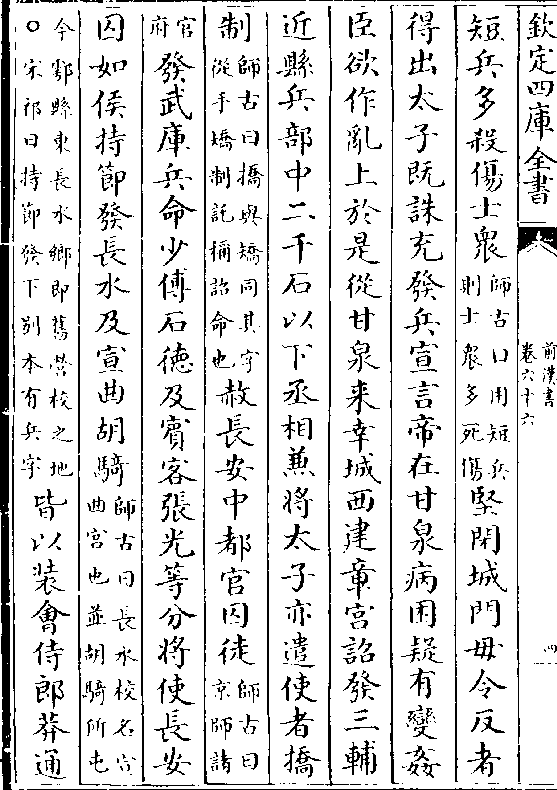 欽定四庫全書
前漢書
卷六十六
四
短兵多殺傷士衆師古曰用短兵則士衆多死傷堅閉城門毋令反者
得出太子既誅充發兵宣言帝在甘泉病困疑有變姦
臣欲作亂上於是從甘泉来幸城西建章宮詔發三輔
近縣兵部中二千石以下丞相兼將太子亦遣使者撟
制師古曰撟與矯同其字從手矯制託稱詔命也赦長安中都官囚徒師古曰京師諸
官府發武庫兵命少傅石德及賓客張光等分將使長安
囚如侯持節發長水及宣曲胡騎師古曰長水校名宣曲宮也並胡騎所屯
今鄠縣東長水鄉即舊營校之地○宋祁曰持節發下别本有兵字皆以装會侍郎莽通